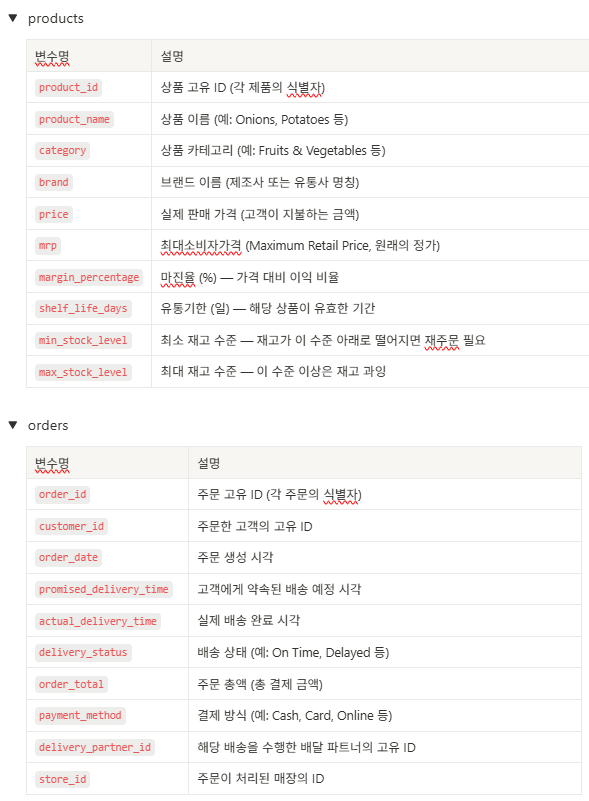 products
변수명 설명
product_id 상품 고유 ID (각 제품의 식별자)
product_name 상품 이름 (예: Onions, Potatoes 등)
category 상품 카테고리 (예: Fruits & Vegetables 등)
brand 브랜드 이름 (제조사 또는 유통사 명칭)
price 실제 판매 가격 (고객이 지불하는 금액)
mrp 최대소비자가격 (Maximum Retail Price, 원래의 정가)
margin_percentage 마진율 (%) — 가격 대비 이익 비율
shelf_life_days 유통기한 (일) — 해당 상품이 유효한 기간
min_stock_level 최소 재고 수준 — 재고가 이 수준 아래로 떨어지면 재주문 필요
max_stock_level 최대 재고 수준 — 이 수준 이상은 재고 과잉
orders
변수명 설명
order_id 주문 고유 ID (각 주문의 식별자)
customer_id 주문한 고객의 고유 ID
order_date 주문 생성 시각
promised_delivery_time 고객에게 약속된 배송 예정 시각
actual_delivery_time 실제 배송 완료 시각
delivery_status 배송 상태 (예: On Time, Delayed 등)
order_total 주문 총액 (총 결제 금액)
payment_method 결제 방식 (예: Cash, Card, Online 등)
delivery_partner_id 해당 배송을 수행한 배달 파트너의 고유 ID
store_id 주문이 처리된 매장의 ID